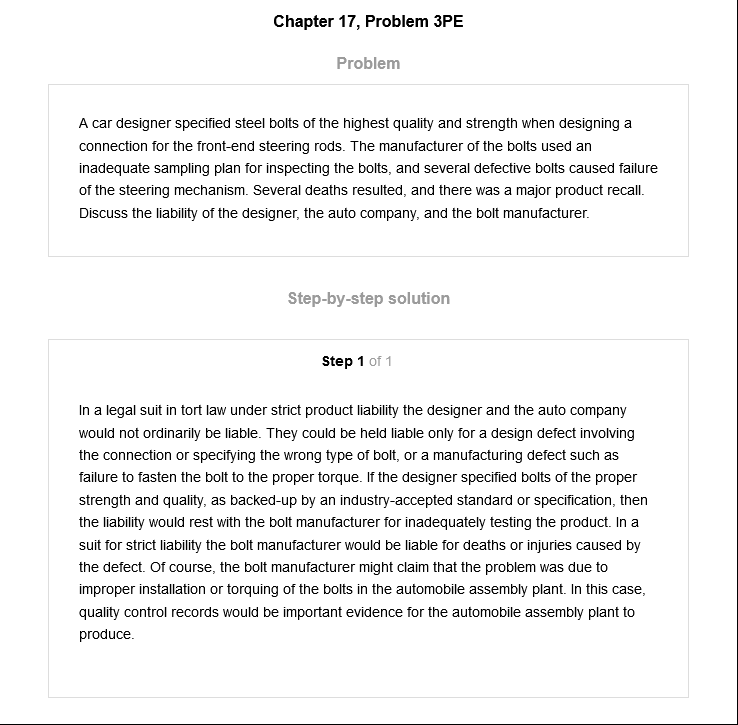 Chapter 17, Problem 3PE
Problem
A car designer specified steel bolts of the highest quality and strength when designing a
connection for the front-end steering rods. The manufacturer of the bolts used an
inadequate sampling plan for inspecting the bolts, and several defective bolts caused failure
of the steering mechanism. Several deaths resulted, and there was a major product recall.
Discuss the liability of the designer, the auto company, and the bolt manufacturer.
Step-by-step solution
Step 1 of 1
In a legal suit in tort law under strict product liability the designer and the auto company
would not ordinarily be liable. They could be held liable only for a design defect involving
the connection or specifying the wrong type of bolt, or a manufacturing defect such as
failure to fasten the bolt to the proper torque. If the designer specified bolts of the proper
strength and quality, as backed-up by an industry-accepted standard or specification, then
the liability would rest with the bolt manufacturer for inadequately testing the product. In a
suit for strict liability the bolt manufacturer would be liable for deaths or injuries caused by
the defect. Of course, the bolt manufacturer might claim that the problem was due to
improper installation or torquing of the bolts in the automobile assembly plant. In this case,
quality control records would be important evidence for the automobile assembly plant to
produce.